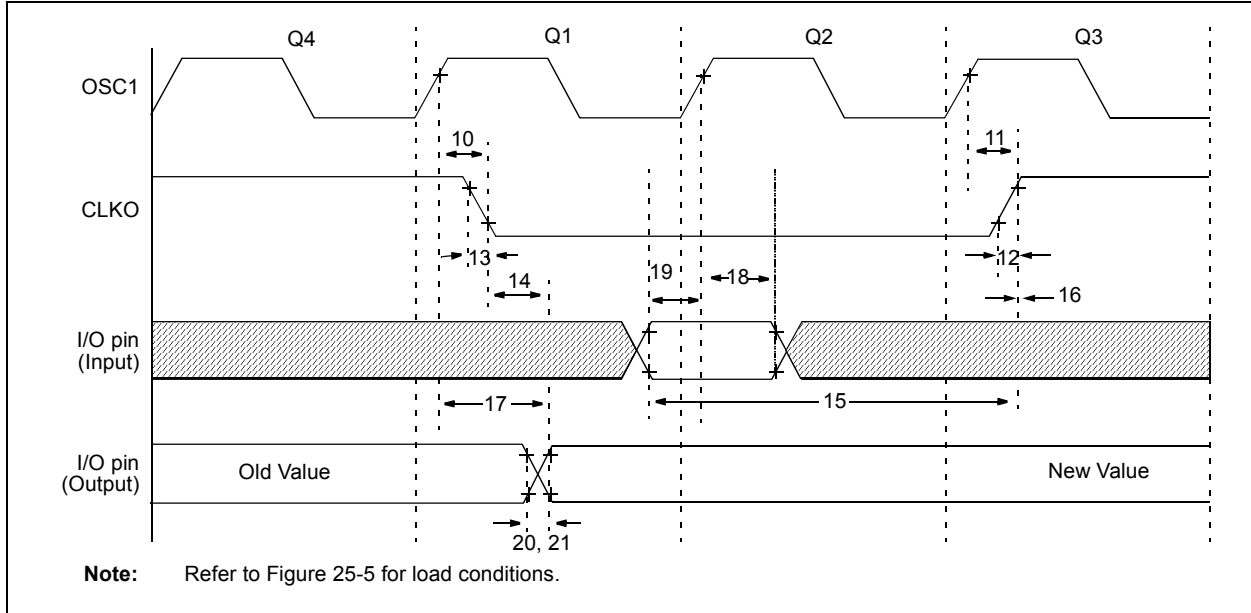 Q4 Q1 Q2 Q3
OSC1
10 11
CLKO
13 12
19 18
14 16
I/O pin
(Input)
17 15
I/O pin
(Output)
Old Value New Value
20, 21
Note: Refer to Figure 25-5 for load conditions.